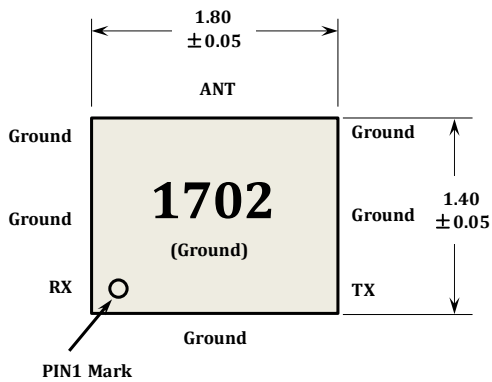 1.80
±0.05
ANT
Ground
Ground
1702
Ground
Ground
1.40
±0.05
(Ground)
RX
TX
Ground
PIN1 Mark